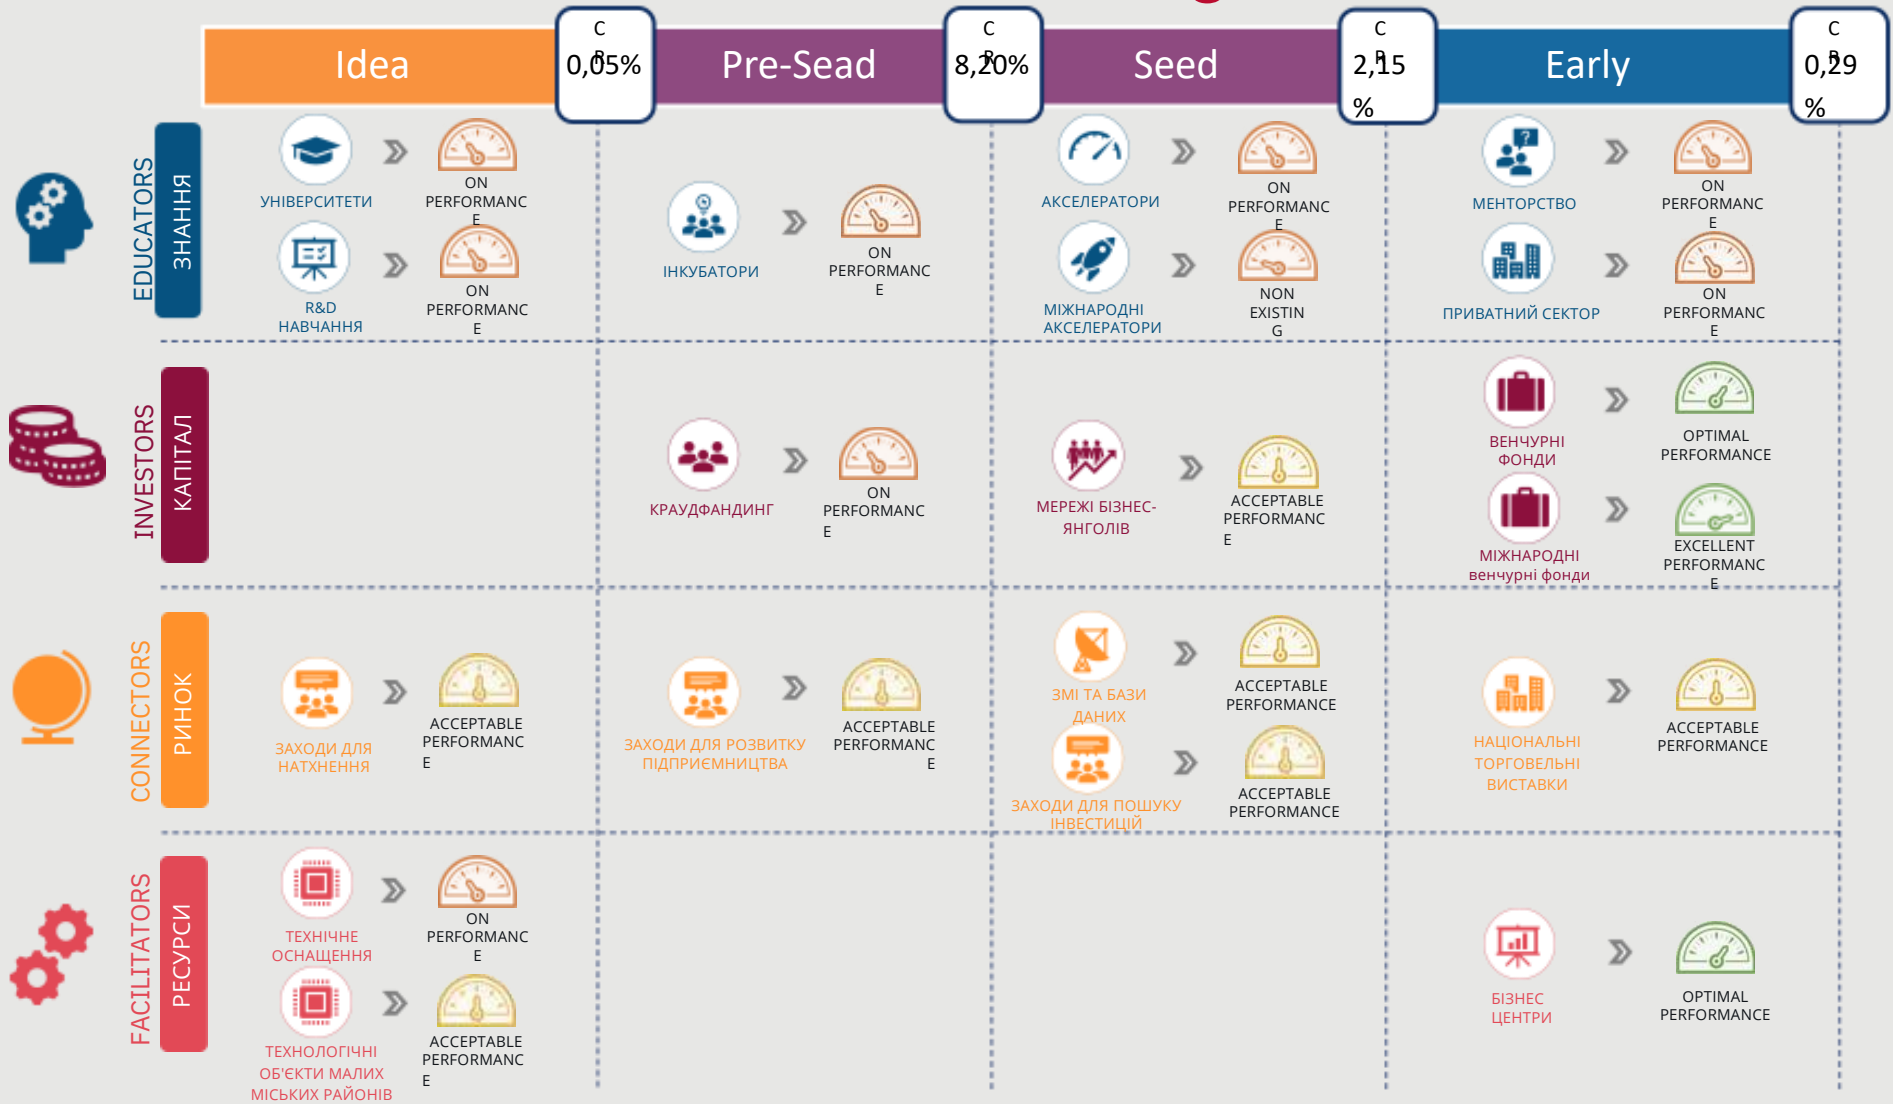 Idea
CR
0,05%
Pre-Sead
CR
8,20%
Seed
CR
2,15
%
Early
CR
0,29
%
EDUCATORS
ЗНАННЯ
УНІВЕРСИТЕТИ
ON
PERFORMANC
E
R&D
НАВЧАННЯ
ON
PERFORMANC
E
ІНКУБАТОРИ
ON
PERFORMANC
E
АКСЕЛЕРАТОРИ
ON
PERFORMANC
E
МІЖНАРОДНІ
АКСЕЛЕРАТОРИ
NON
EXISTIN
G
МЕНТОРСТВО
ON
PERFORMANC
E
ПРИВАТНИЙ СЕКТОР
ON
PERFORMANC
E
INVESTORS
КАПІТАЛ
КРАУДФАНДИНГ
ON
PERFORMANC
E
МЕРЕЖІ БІЗНЕС-
ЯНГОЛІВ
ACCEPTABLE
PERFORMANC
E
ВЕНЧУРНІ
ФОНДИ
OPTIMAL
PERFORMANCE
МІЖНАРОДНІ
венчурні фонди
EXCELLENT
PERFORMANC
E
CONNECTORS
РИНОК
ЗАХОДИ ДЛЯ
НАТХНЕННЯ
ACCEPTABLE
PERFORMANC
E
ЗАХОДИ ДЛЯ РОЗВИТКУ
ПІДПРИЄМНИЦТВА
ACCEPTABLE
PERFORMANC
E
ЗМІ ТА БАЗИ
ДАНИХ
ACCEPTABLE
PERFORMANCE
ЗАХОДИ ДЛЯ ПОШУКУ
ІНВЕСТИЦІЙ
ACCEPTABLE
PERFORMANCE
НАЦІОНАЛЬНІ
ТОРГОВЕЛЬНІ
ВИСТАВКИ
ACCEPTABLE
PERFORMANCE
FACILITATORS
РЕСУРСИ
ТЕХНІЧНЕ
ОСНАЩЕННЯ
ON
PERFORMANC
E
ТЕХНОЛОГІЧНІ
ОБ'ЄКТИ МАЛИХ
МІСЬКИХ РАЙОНІВ
ACCEPTABLE
PERFORMANC
E
БІЗНЕС
ЦЕНТРИ
OPTIMAL
PERFORMANCE